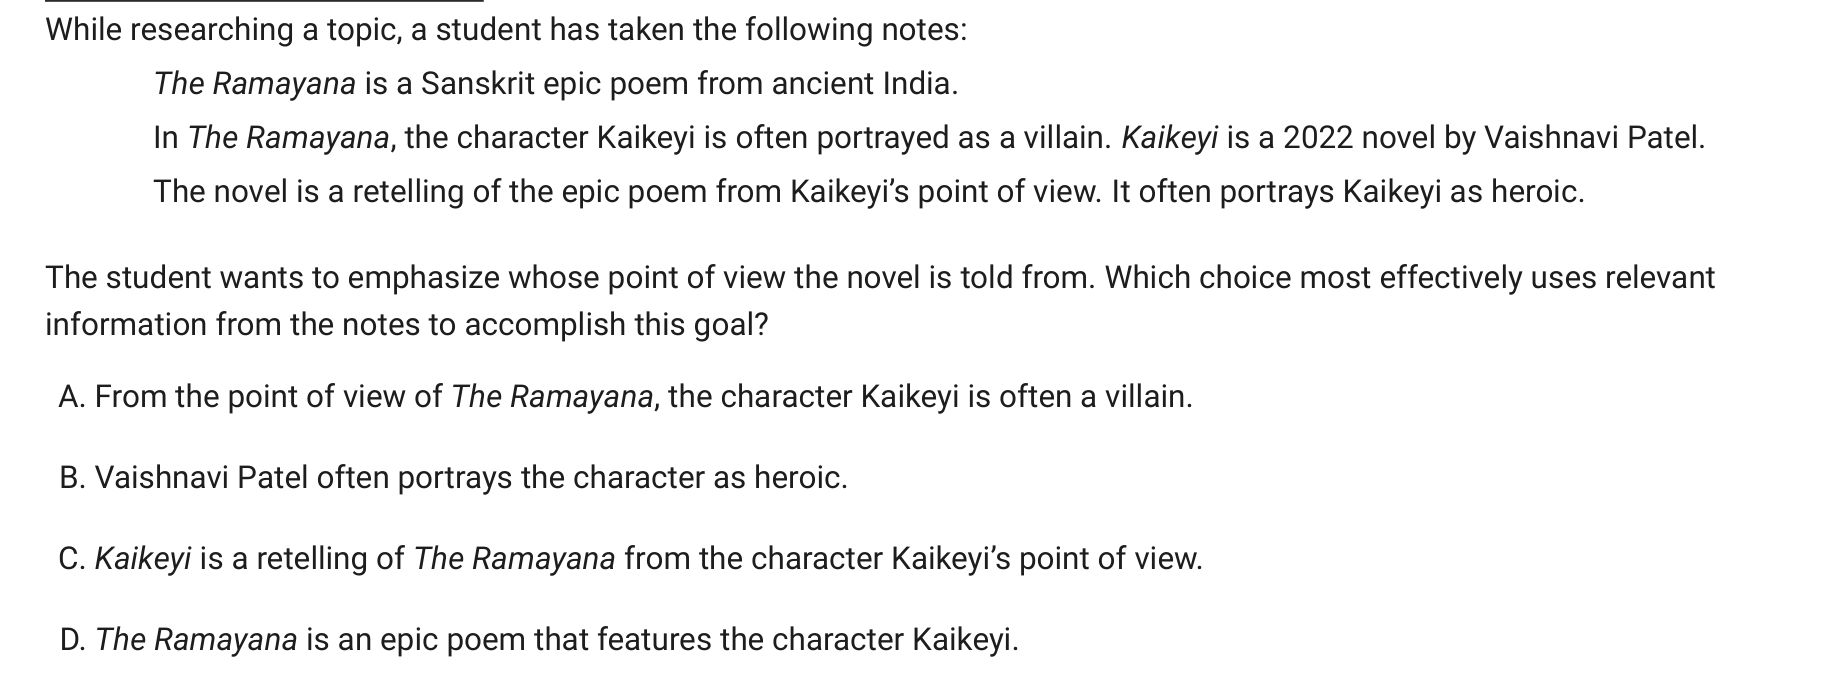 While researching a topic, a student has taken the following notes:
The Ramayana is a Sanskrit epic poem from ancient India.
In The Ramayana, the character Kaikeyi is often portrayed as a villain. Kaikeyi is a 2022 novel by Vaishnavi Patel.
The novel is a retelling of the epic poem from Kaikeyi’s point of view. It often portrays Kaikeyi as heroic.
The student wants to emphasize whose point of view the novel is told from. Which choice most effectively uses relevant
information from the notes to accomplish this goal?
A. From the point of view of The Ramayana, the character Kaikeyi is often a villain.
B. Vaishnavi Patel often portrays the character as heroic.
C. Kaikeyi is a retelling of The Ramayana from the character Kaikeyi’s point of view.
D. The Ramayana is an epic poem that features the character Kaikeyi.